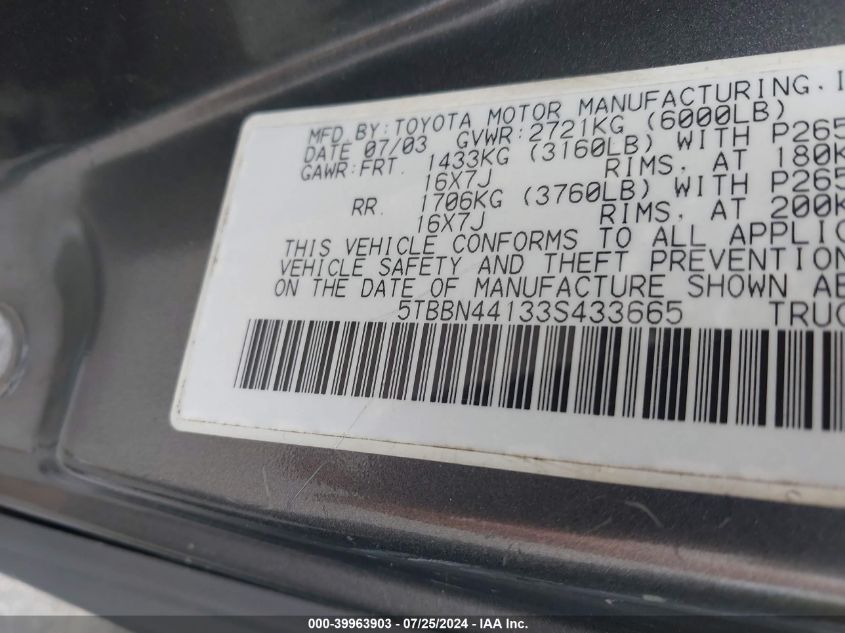 MFD BY:TOYOTA MOTOR MANUFACTURING, I
DATE 07/03 GVWR:2721KG (6000LB)
GAWR:FRT. 1433KG (3160LB) WITH P265
16X7J RIMS, AT 180K
RR. 1706KG (3760LB) WITH P265
16X7J RIMS, AT 200K
THIS VEHICLE CONFORMS TO ALL APPLIC
VEHICLE SAFETY AND THEFT PREVENTION
ON THE DATE OF MANUFACTURE SHOWN AB
5TBBN44133S433665 TRUC
000-39963903 / 07/25/2024 - IAA Inc.